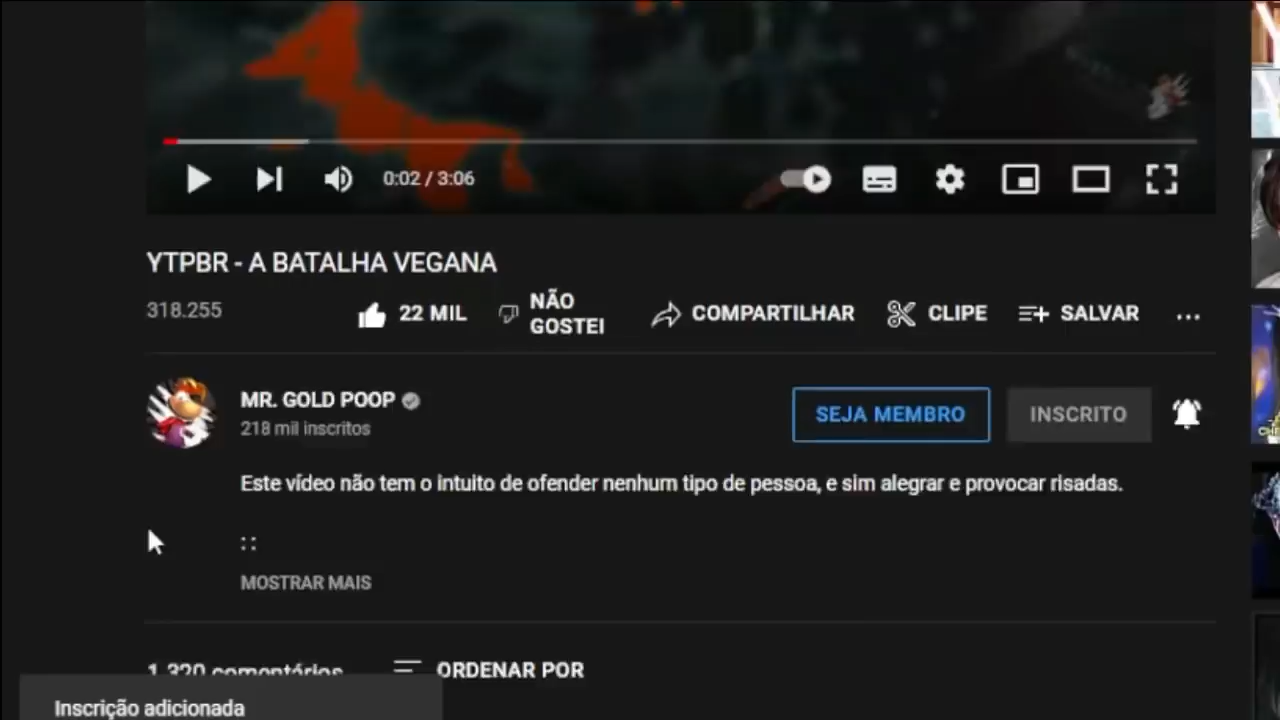 0:02 / 3:06
YTPBR - A BATALHA VEGANA
318.255
22 MIL
NÃO
GOSTEI
COMPARTILHAR
CLIPE
SALVAR
...
MR. GOLD POOP
218 mil inscritos
SEJA MEMBRO
INSCRITO
Este vídeo não tem o intuito de ofender nenhum tipo de pessoa, e sim alegrar e provocar risadas.
: :
MOSTRAR MAIS
1.320 comentários
ORDENAR POR
Inscrição adicionada